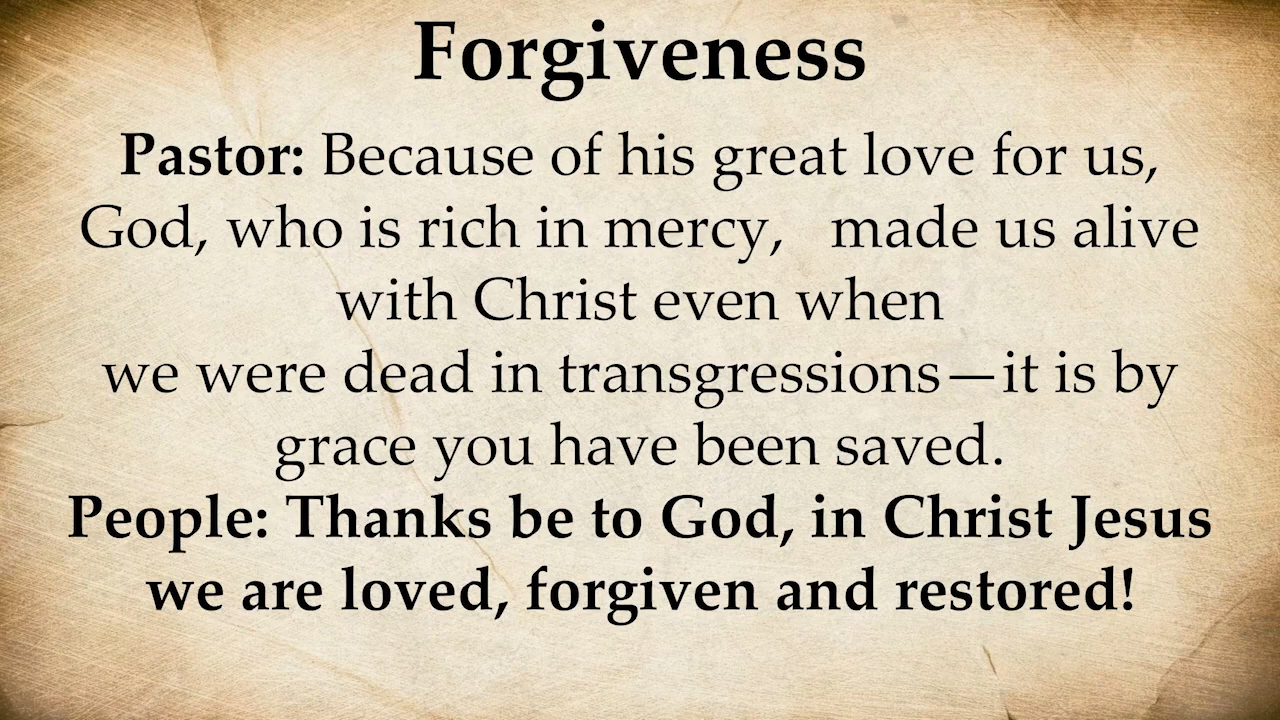 Forgiveness
Pastor: Because of his great love for us,
God, who is rich in mercy,   made us alive
with Christ even when
we were dead in transgressions—it is by
grace you have been saved.
People: Thanks be to God, in Christ Jesus
we are loved, forgiven and restored!